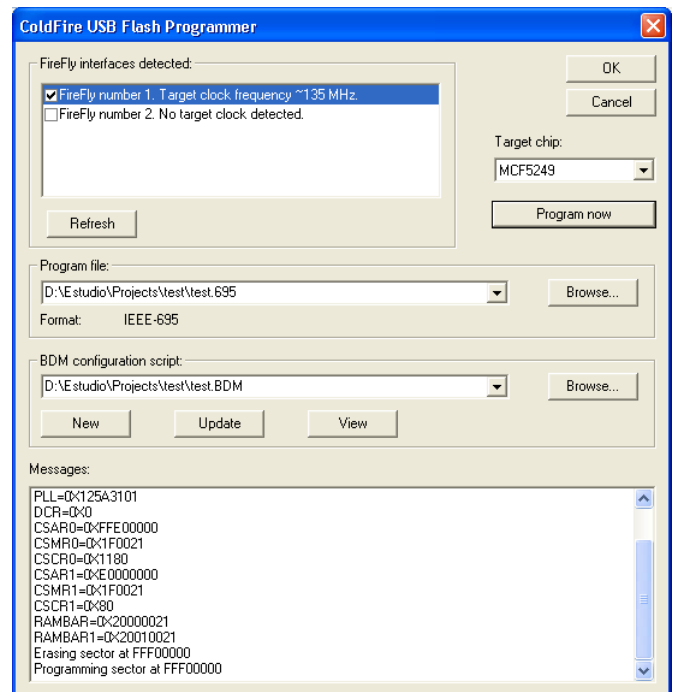 ColdFire USB Flash Programmer
FireFly interfaces detected:
FireFly number 1. Target clock frequency ~135 MHz.
FireFly number 2. No target clock detected.
Refresh
OK
Cancel
Target chip:
MCF5249
Program now
Program file:
D:\Estudio\Projects\test\test.695
Browse...
Format: IEEE-695
BDM configuration script:
D:\Estudio\Projects\test\test.BDM
Browse...
New Update View
Messages:
PLL=0X125A3101
DCR=0X0
CSAR0=0XFFE00000
CSMR0=0X1F0021
CSCR0=0X1180
CSAR1=0XE0000000
CSMR1=0X1F0021
CSCR1=0X80
RAMBAR=0X20000021
RAMBAR1=0X20010021
Erasing sector at FFF00000
Programming sector at FFF00000